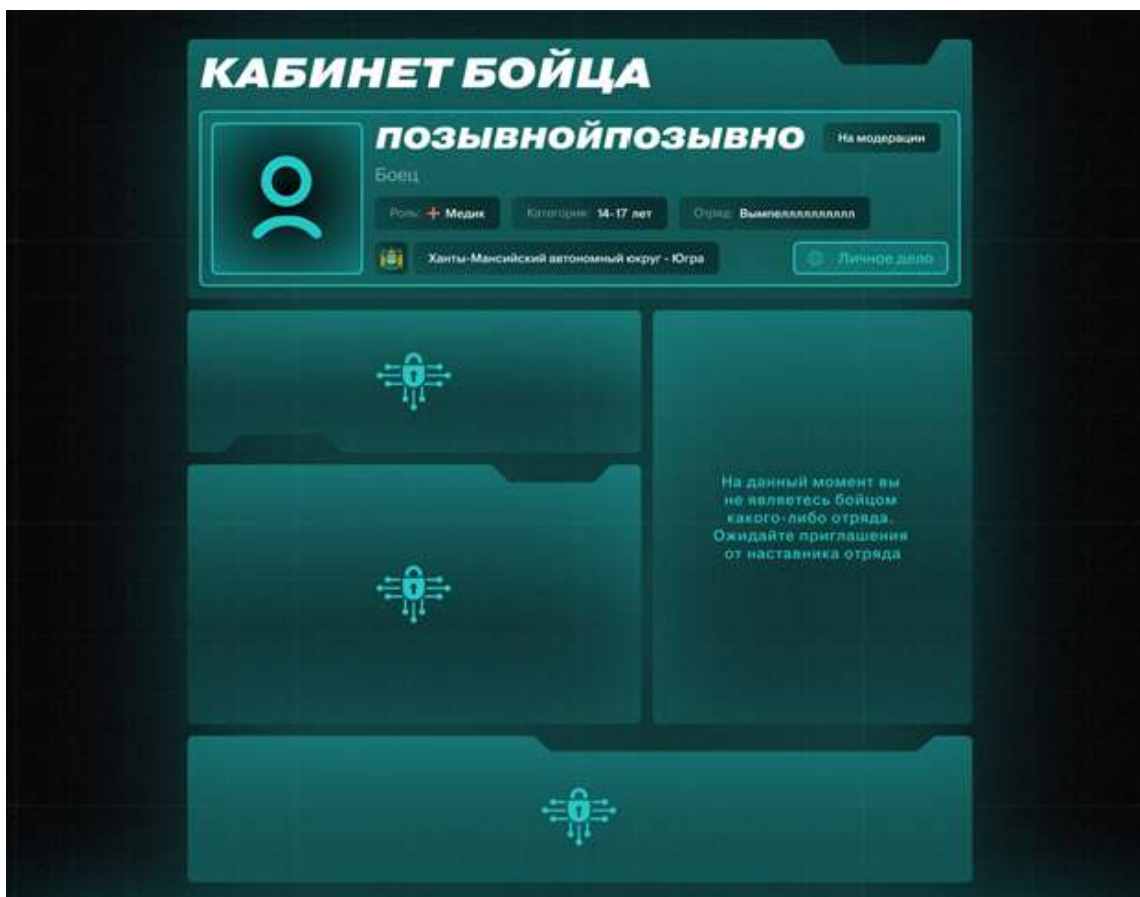 КАБИНЕТ БОЙЦА
ПОЗЫВНОЙПОЗЫВНО На модерации
Боец
Роль: Медик Категория: 14-17 лет Отряд: Вымпеллллллллл
Ханты-Мансийский автономный округ - Югра Личное дело
На данный момент вы
не являетесь бойцом
какого-либо отряда.
Ожидайте приглашения
от наставника отряда